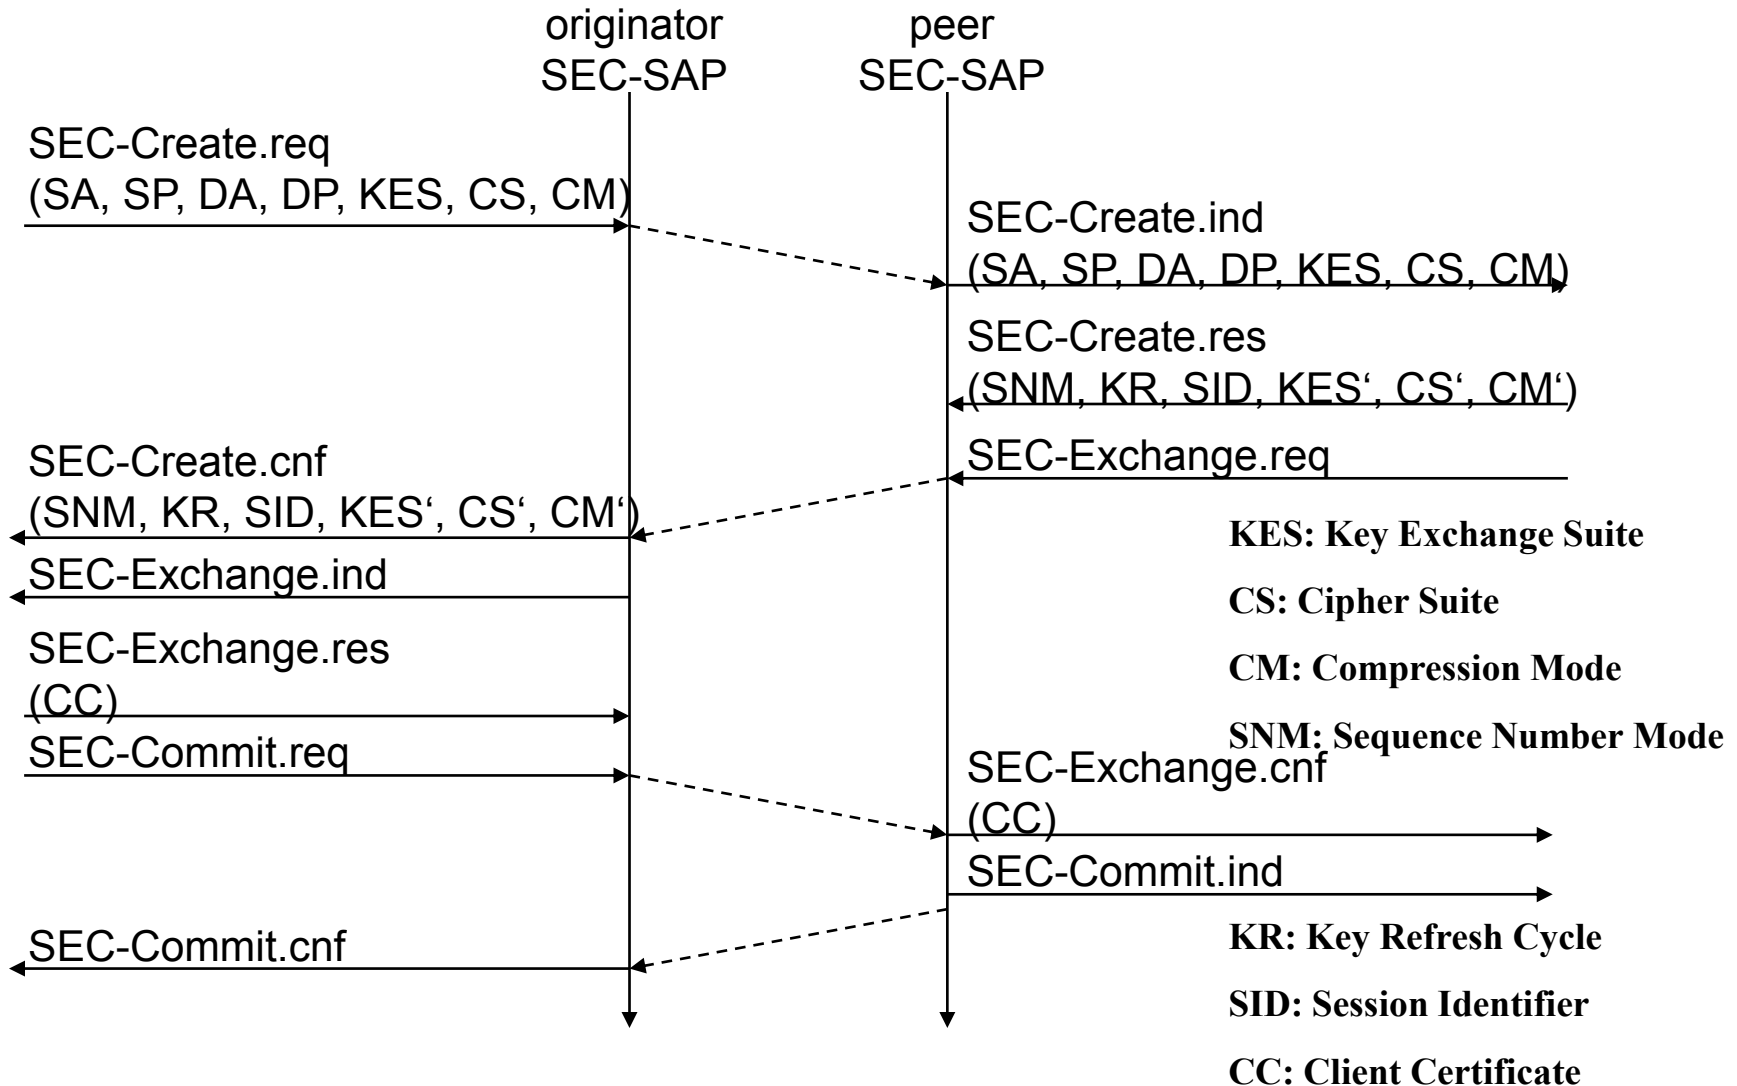 originator
SEC-SAP
peer
SEC-SAP
SEC-Create.req
(SA, SP, DA, DP, KES, CS, CM)
SEC-Create.ind
(SA, SP, DA, DP, KES, CS, CM)
SEC-Create.res
(SNM, KR, SID, KES‘, CS‘, CM‘)
SEC-Create.cnf
(SNM, KR, SID, KES‘, CS‘, CM‘)
SEC-Exchange.req
SEC-Exchange.ind
SEC-Exchange.res
(CC)
SEC-Commit.req
SEC-Exchange.cnf
(CC)
SEC-Commit.ind
SEC-Commit.cnf
KES: Key Exchange Suite
CS: Cipher Suite
CM: Compression Mode
SNM: Sequence Number Mode
KR: Key Refresh Cycle
SID: Session Identifier
CC: Client Certificate